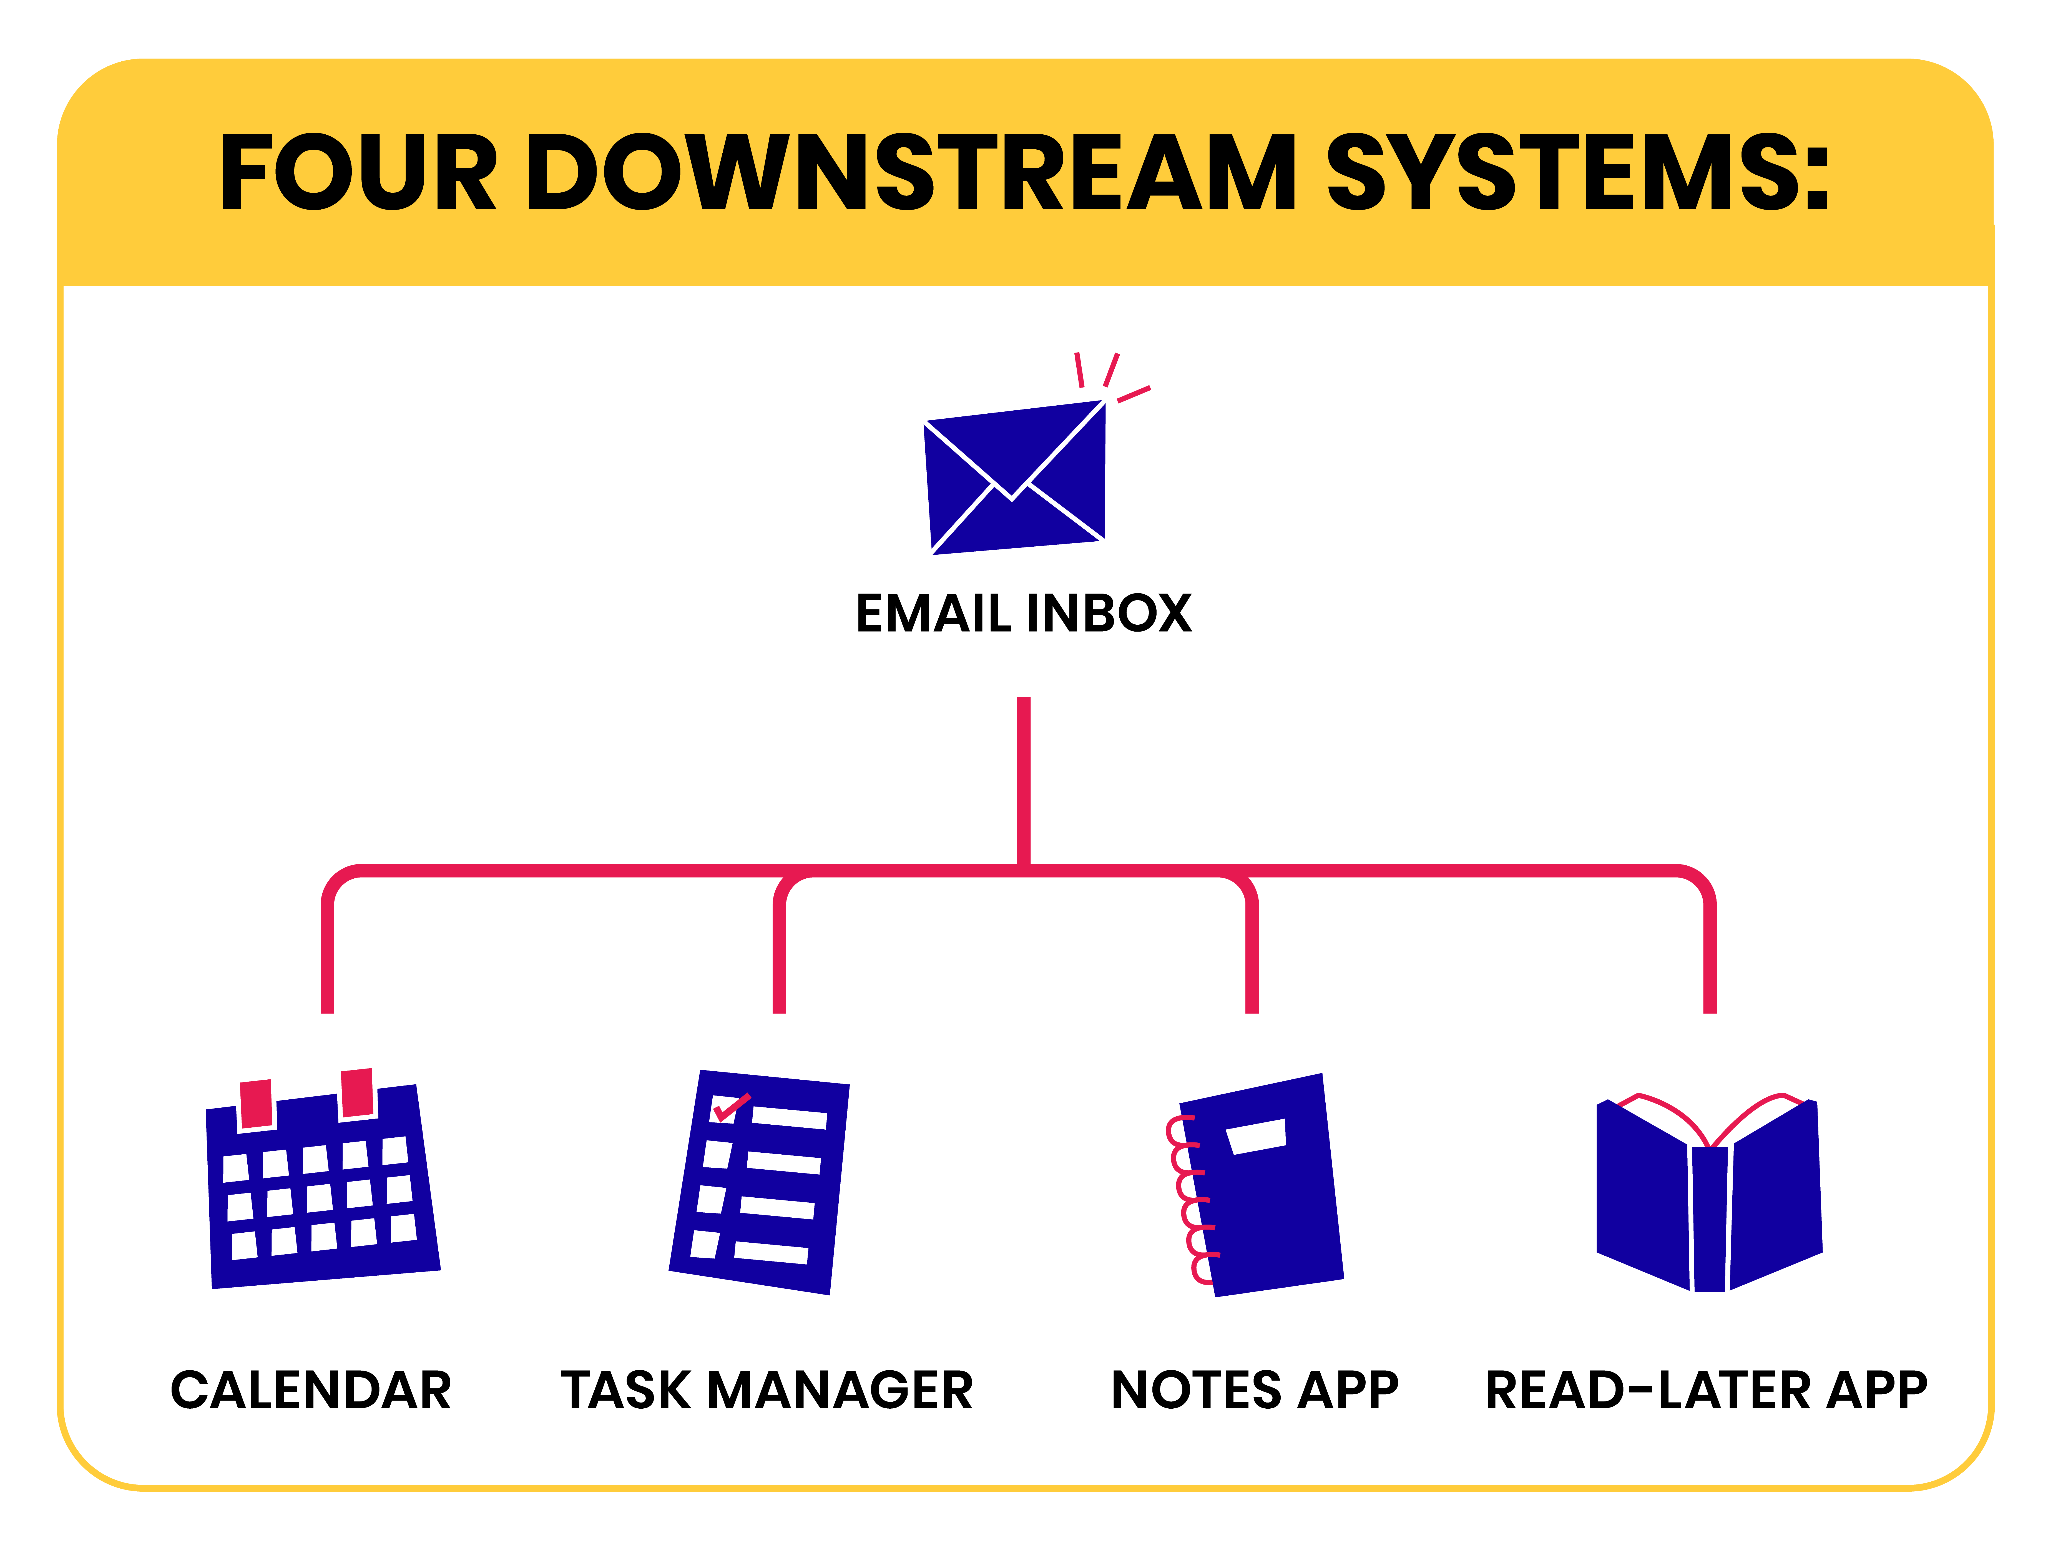 FOUR DOWNSTREAM SYSTEMS:
EMAIL INBOX
CALENDAR
TASK MANAGER
NOTES APP
READ-LATER APP